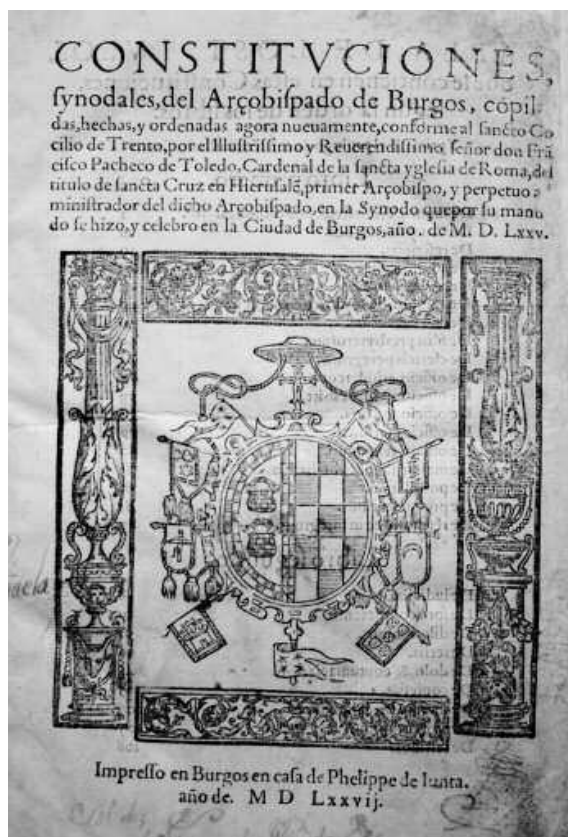 CONSTITVCIONES,
ſynodales, del Arçobiſpado de Burgos, cõpil-
das, hechas, y ordenadas agora nueuamente, conforme al ſancto Cõ
cilio de Trento, por el Illuſtriſſimo y Reuerendiſſimo ſeñor don Frã
ciſco Pacheco de Toledo, Cardenal de la ſancta ygleſia de Roma, del
titulo de ſancta Cruz en Hieruſalẽ, primer Arçobiſpo, y perpetuo a
miniſtrador del dicho Arçobiſpado, en la Synodo que por ſu man
do ſe hizo, y celebro en la Ciudad de Burgos, año. de M. D. Lxxv.
Impreſſo en Burgos en caſa de Phelippe de Iunta.
año de. M D Lxxvij.